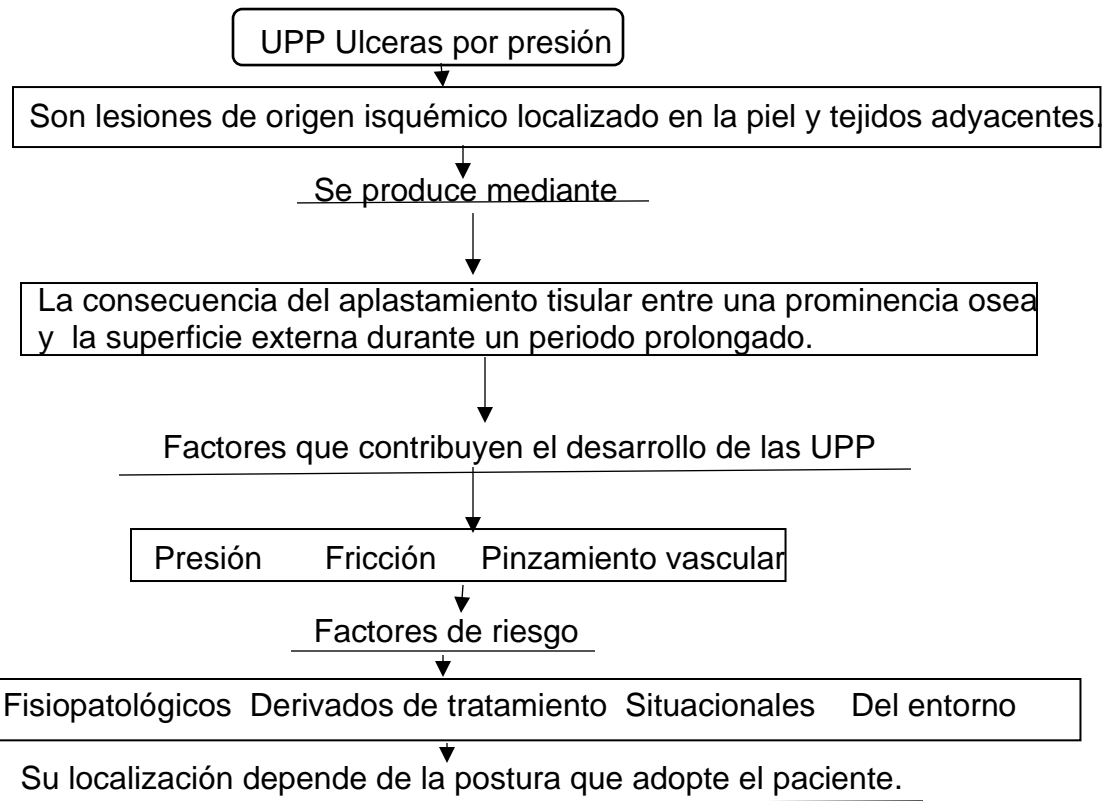 UPP Ulceras por presión
Son lesiones de origen isquémico localizado en la piel y tejidos adyacentes.
Se produce mediante
La consecuencia del aplastamiento tisular entre una prominencia osea
y la superficie externa durante un periodo prolongado.
Factores que contribuyen el desarrollo de las UPP
Presión Fricción Pinzamiento vascular
Factores de riesgo
Fisiopatológicos Derivados de tratamiento Situacionales Del entorno
Su localización depende de la postura que adopte el paciente.